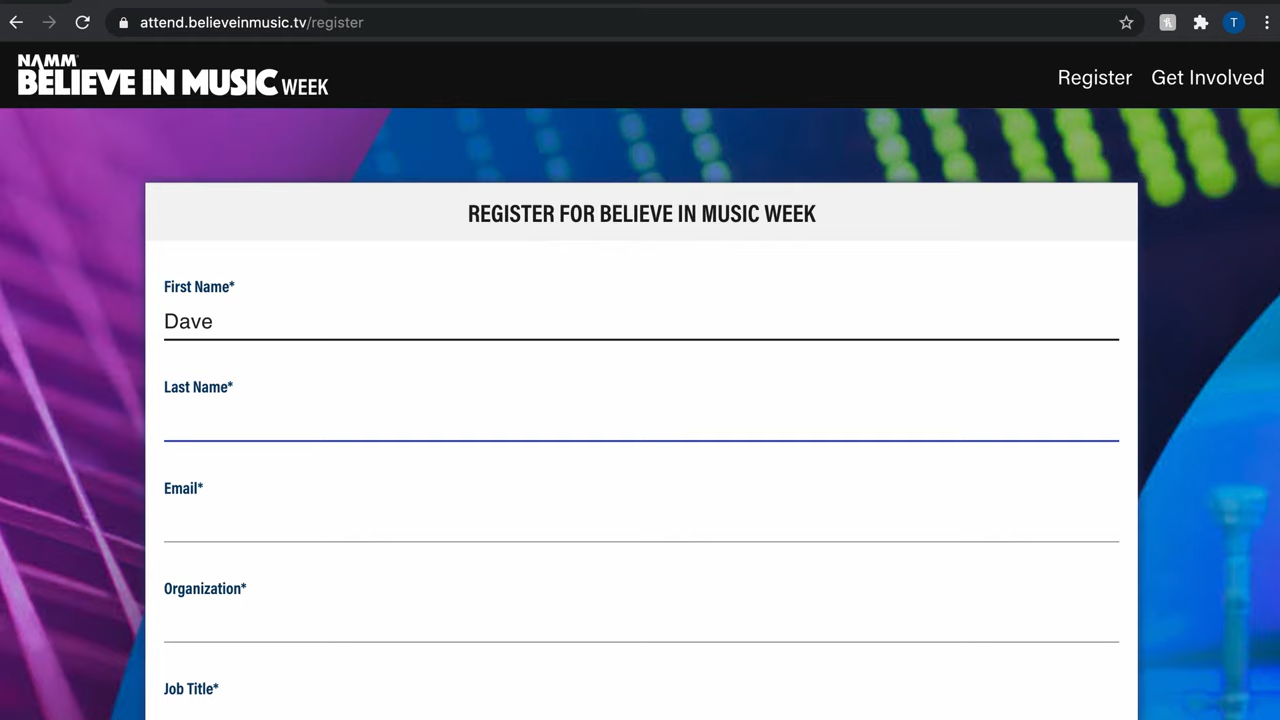 attend.believeinmusic.tv/register
T
NAMM
BELIEVE IN MUSIC WEEK
Register Get Involved
REGISTER FOR BELIEVE IN MUSIC WEEK
First Name*
Dave
Last Name*
Email*
Organization*
Job Title*